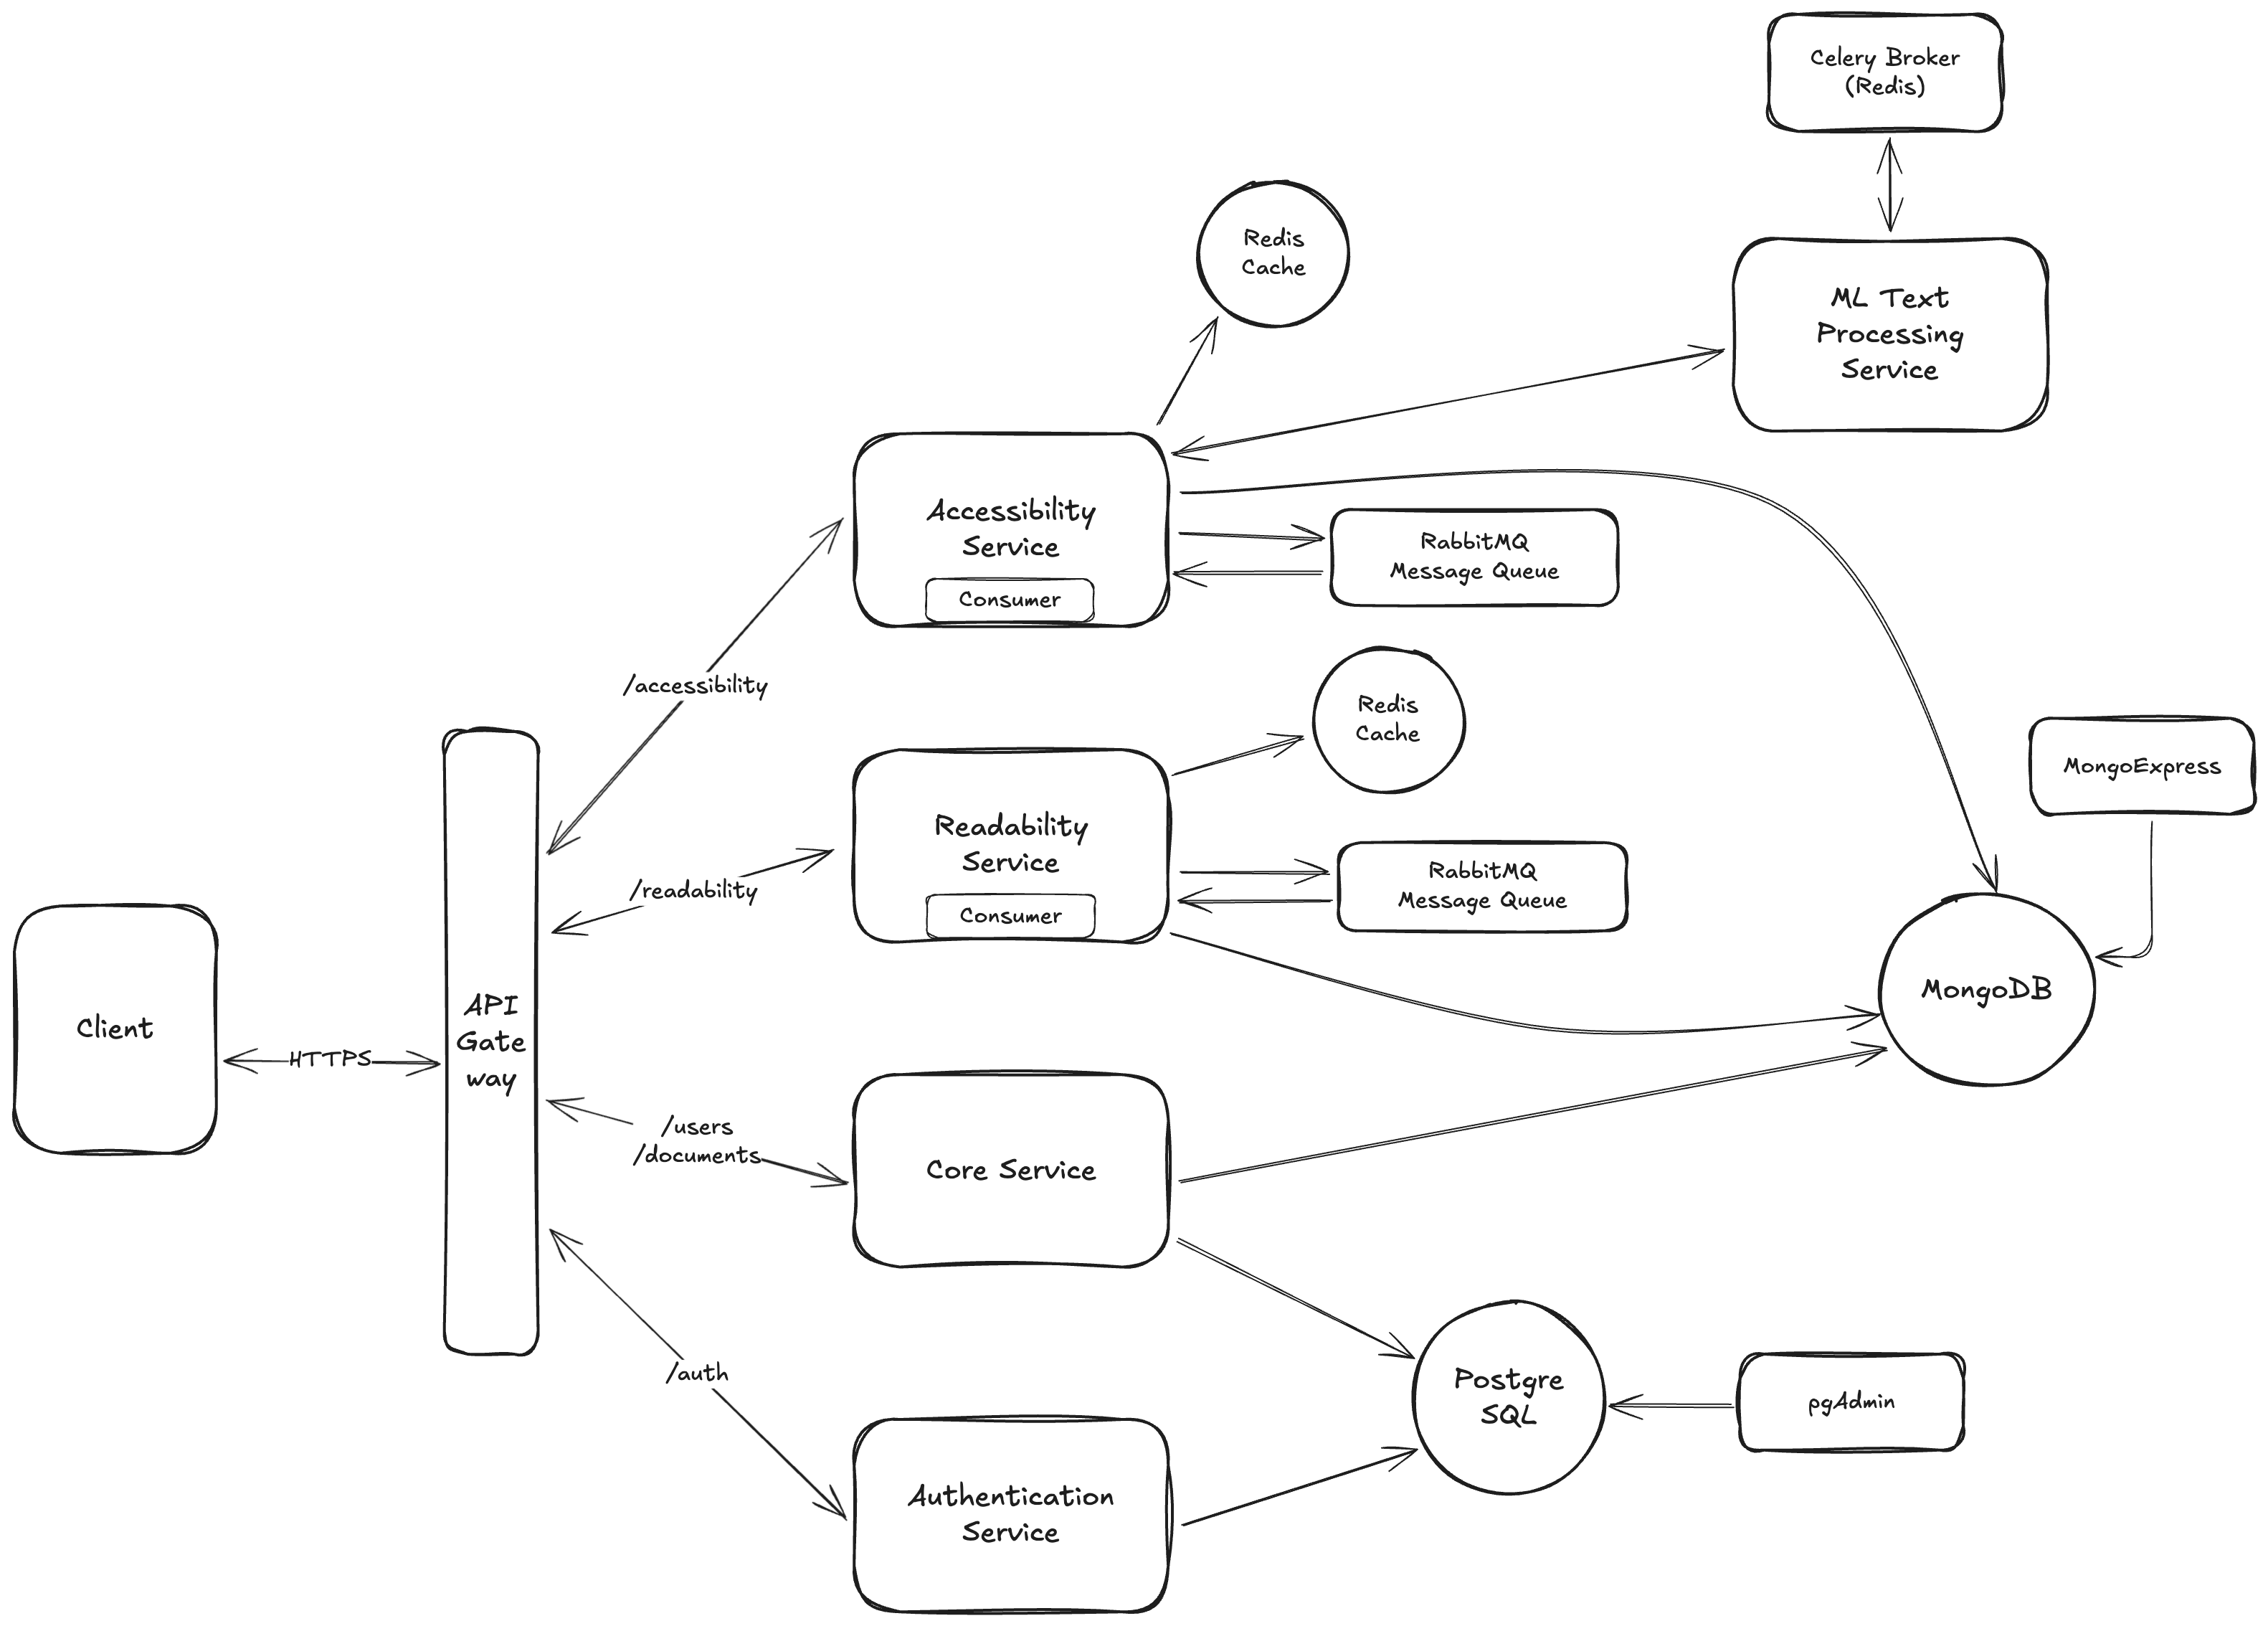 Celery Broker
(Redis)
Redis
Cache
ML Text
Processing
Service
Accessibility
Service
Consumer
RabbitMQ
Message Queue
/accessibility
Redis
Cache
MongoExpress
Readability
Service
Consumer
RabbitMQ
Message Queue
/readability
Client
HTTPS
API
Gate
way
MongoDB
/users
/documents
Core Service
/auth
Postgre
SQL
pgAdmin
Authentication
Service